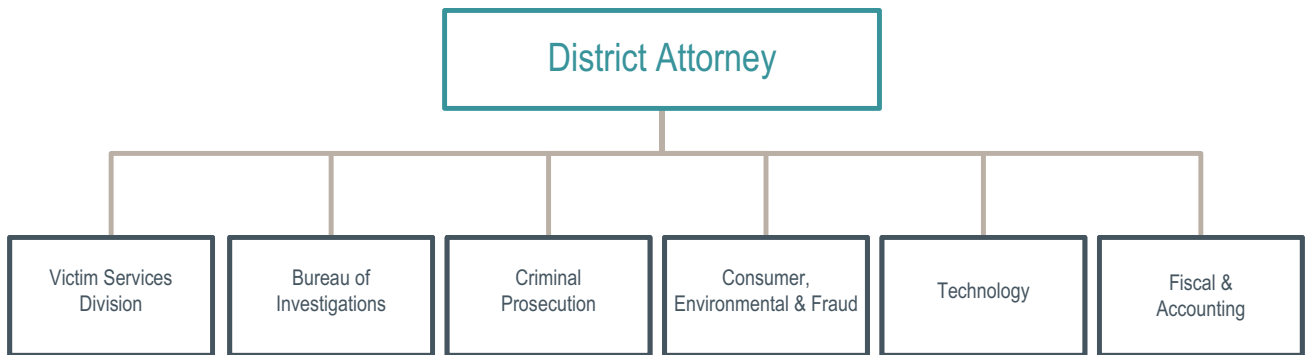 District Attorney
Victim Services
Division
Bureau of
Investigations
Criminal
Prosecution
Consumer,
Environmental & Fraud
Technology
Fiscal &
Accounting